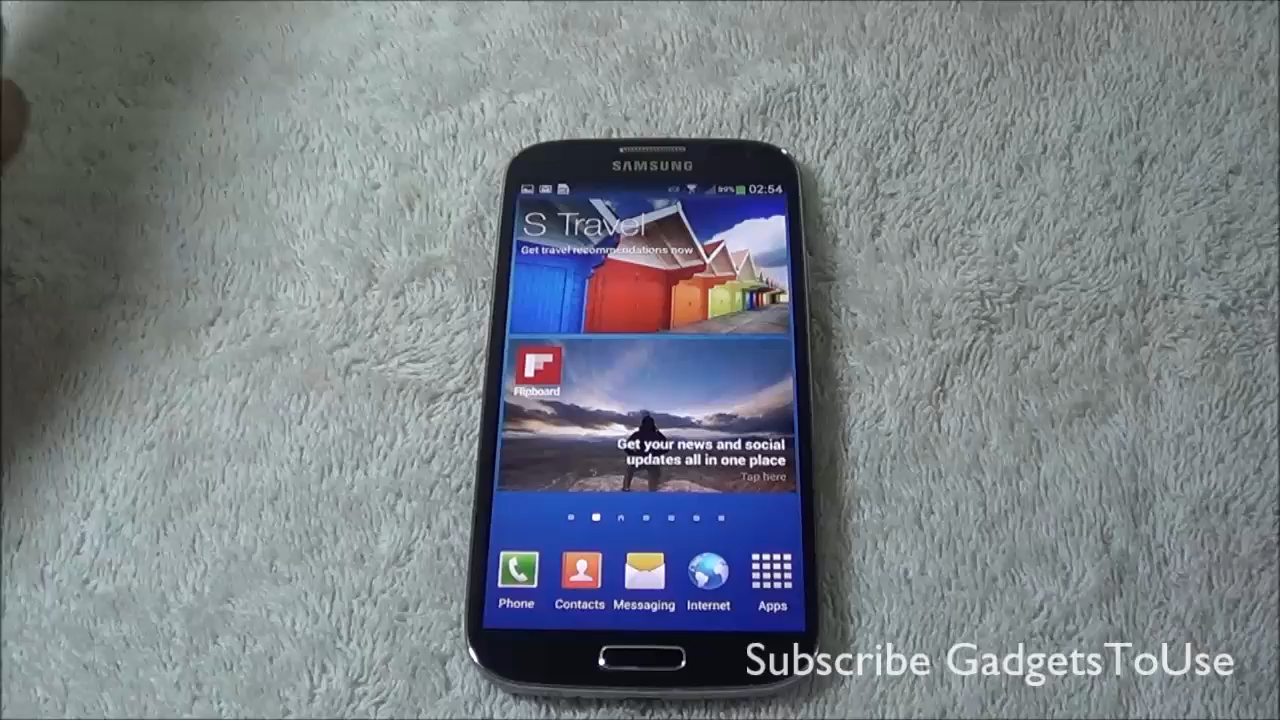 SAMSUNG
99% 02:54
S Travel
Get travel recommendations now
Flipboard
Get your news and social
updates all in one place
Tap here
Phone Contacts Messaging Internet Apps
Subscribe GadgetsToUse